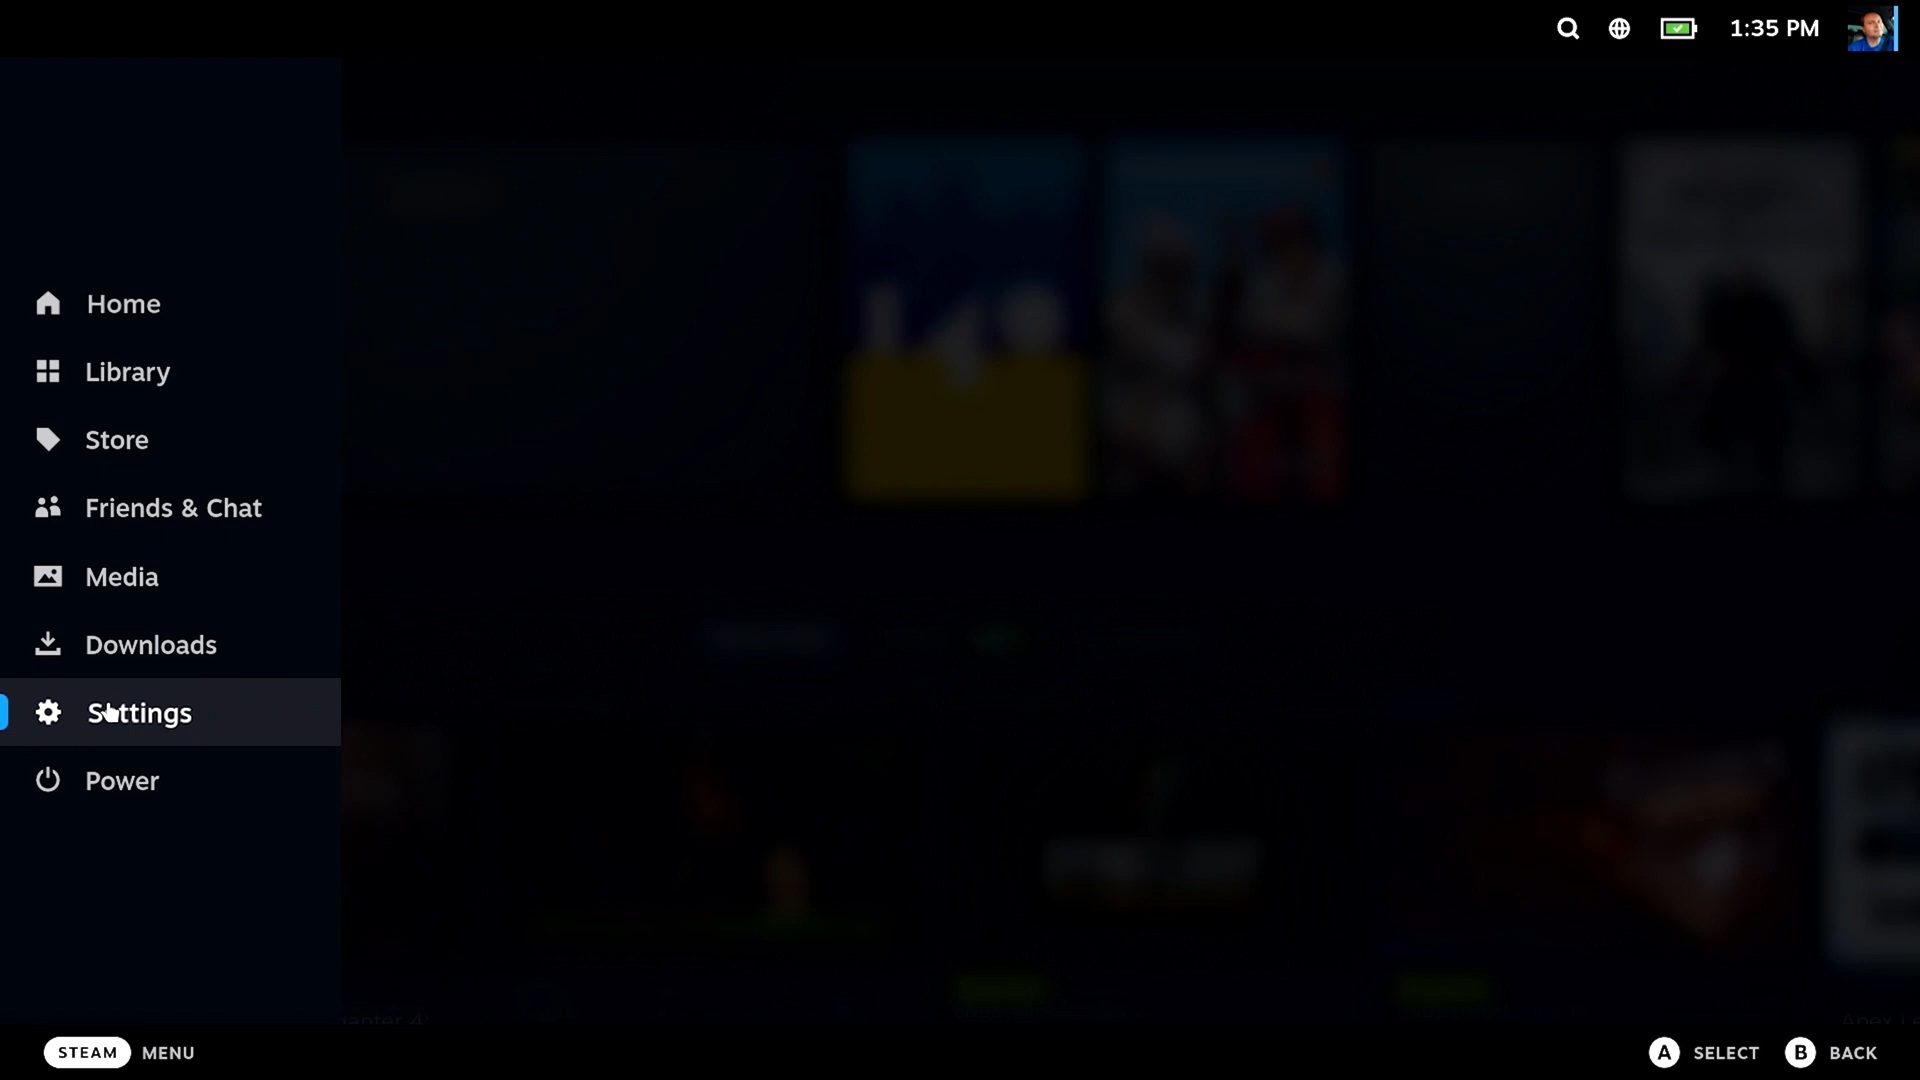 1:35 PM
Home
Library
Store
Friends & Chat
Media
Downloads
Settings
Power
STEAM MENU
A SELECT B BACK